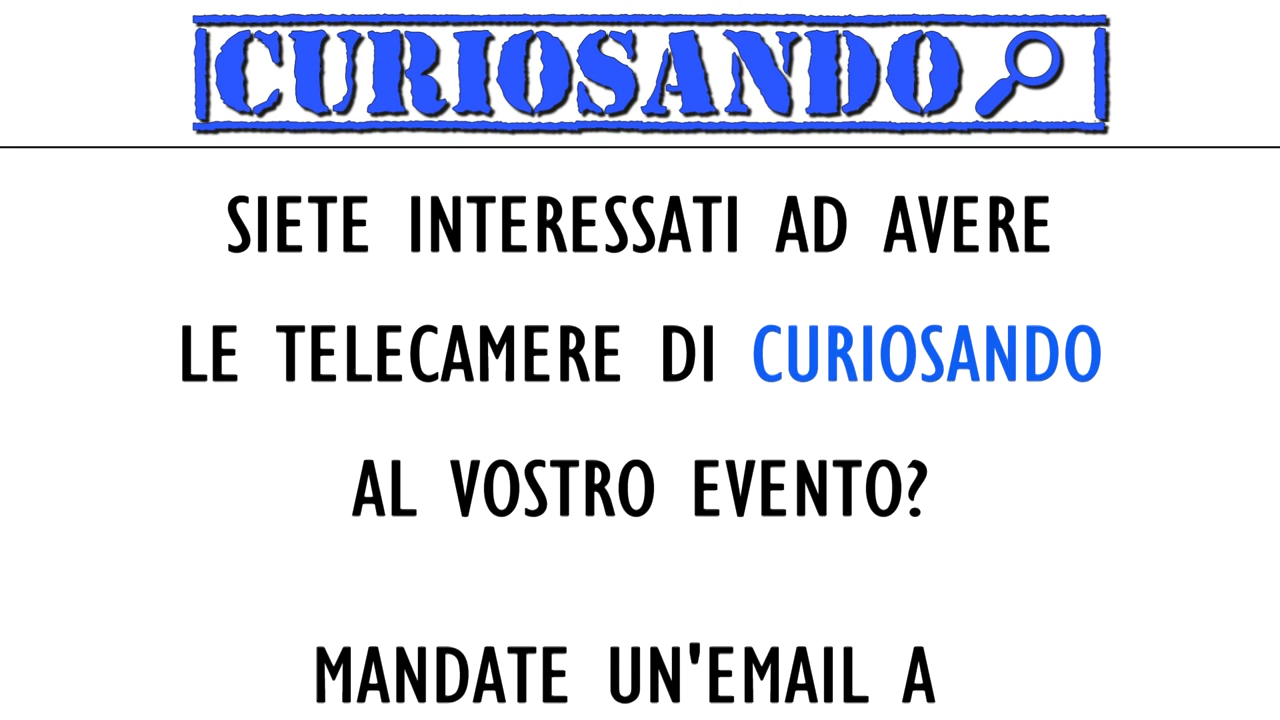 CURIOSANDO
SIETE INTERESSATI AD AVERE
LE TELECAMERE DI CURIOSANDO
AL VOSTRO EVENTO?
MANDATE UN'EMAIL A